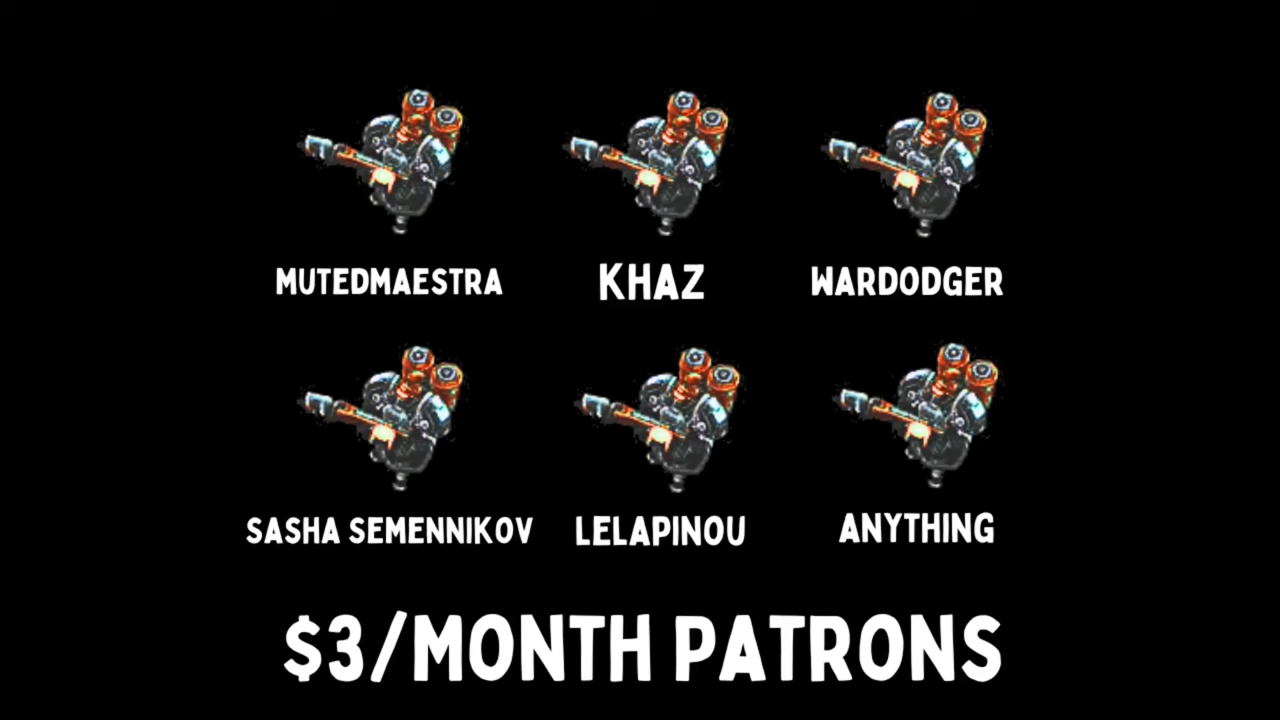 MUTEDMAESTRA KHAZ WARDODGER
SASHA SEMENNIKOV LELAPINOU ANYTHING
$3/MONTH PATRONS